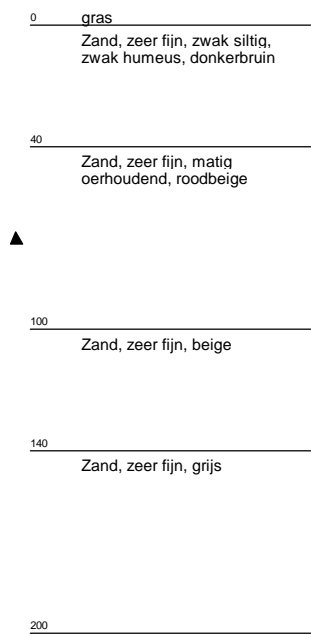 0 gras
Zand, zeer fijn, zwak siltig,
zwak humeus, donkerbruin
40
Zand, zeer fijn, matig
oerhoudend, roodbeige
100
Zand, zeer fijn, beige
140
Zand, zeer fijn, grijs
200